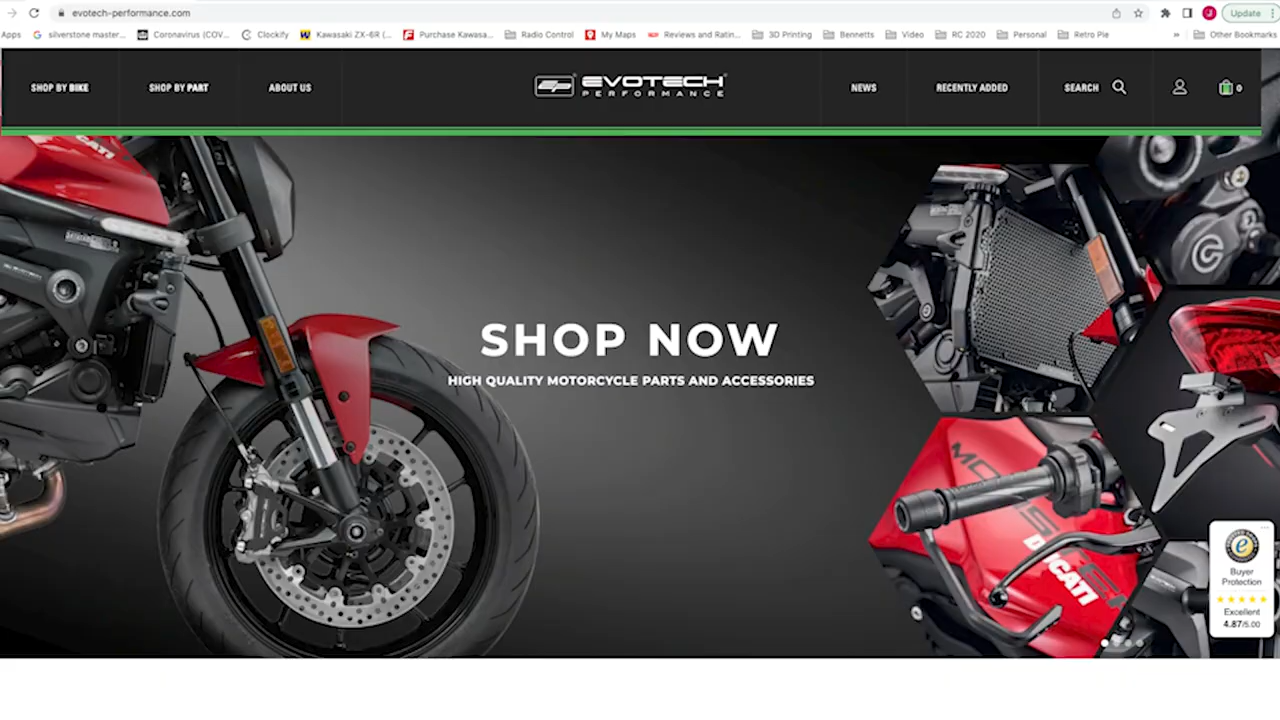 evotech-performance.com
Update
Apps
silverstone master...
Coronavirus (COV...
Clockify
Kawasaki ZX-6R (...
Purchase Kawasa...
Radio Control
My Maps
Reviews and Ratin...
3D Printing
Bennetts
Video
RC 2020
Personal
Retro Pie
»
Other Bookmarks
SHOP BY BIKE
SHOP BY PART
ABOUT US
EVOTECH
PERFORMANCE
NEWS
RECENTLY ADDED
SEARCH
0
SHOP NOW
HIGH QUALITY MOTORCYCLE PARTS AND ACCESSORIES
DUCATI
Buyer
Protection
Excellent
4.87/5.00